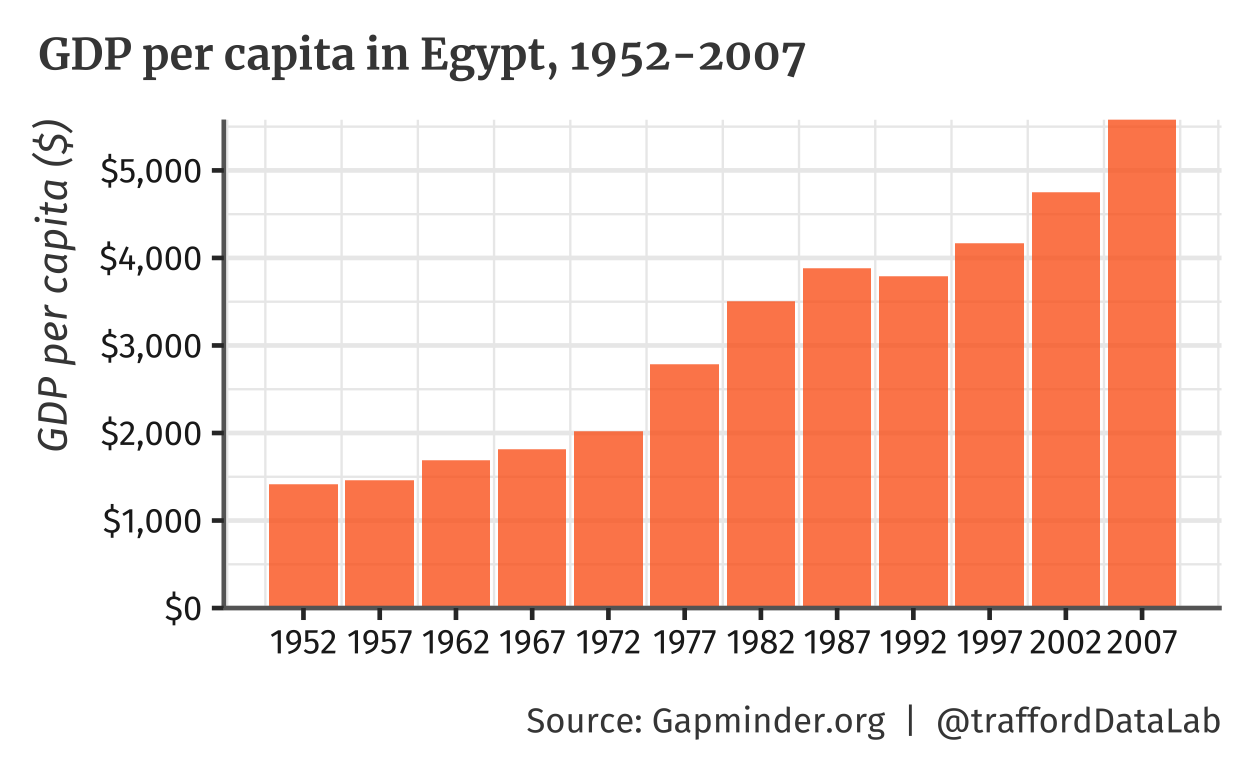 GDP per capita in Egypt, 1952-2007
GDP per capita ($)
$5,000
$4,000
$3,000
$2,000
$1,000
$0
1952 1957 1962 1967 1972 1977 1982 1987 1992 1997 2002 2007
Source: Gapminder.org | @traffordDataLab